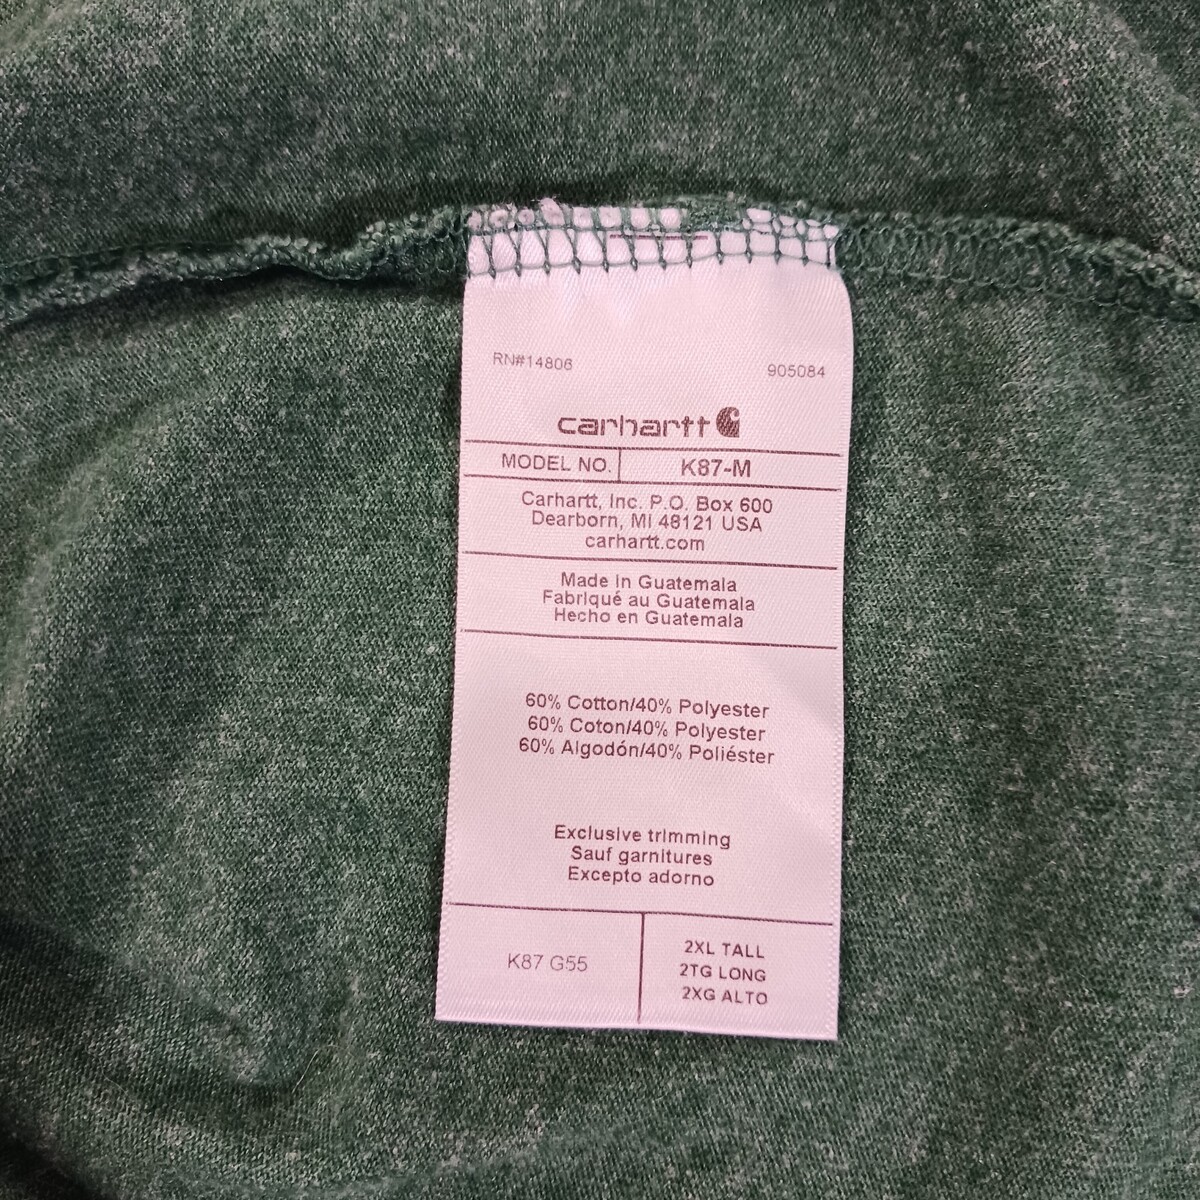 RN#14806 905084
carhartt
MODEL NO. K87-M
Carhartt, Inc. P.O. Box 600
Dearborn, MI 48121 USA
carhartt.com
Made in Guatemala
Fabriqué au Guatemala
Hecho en Guatemala
60% Cotton/40% Polyester
60% Coton/40% Polyester
60% Algodón/40% Poliéster
Exclusive trimming
Sauf garnitures
Excepto adorno
K87 G55
2XL TALL
2TG LONG
2XG ALTO